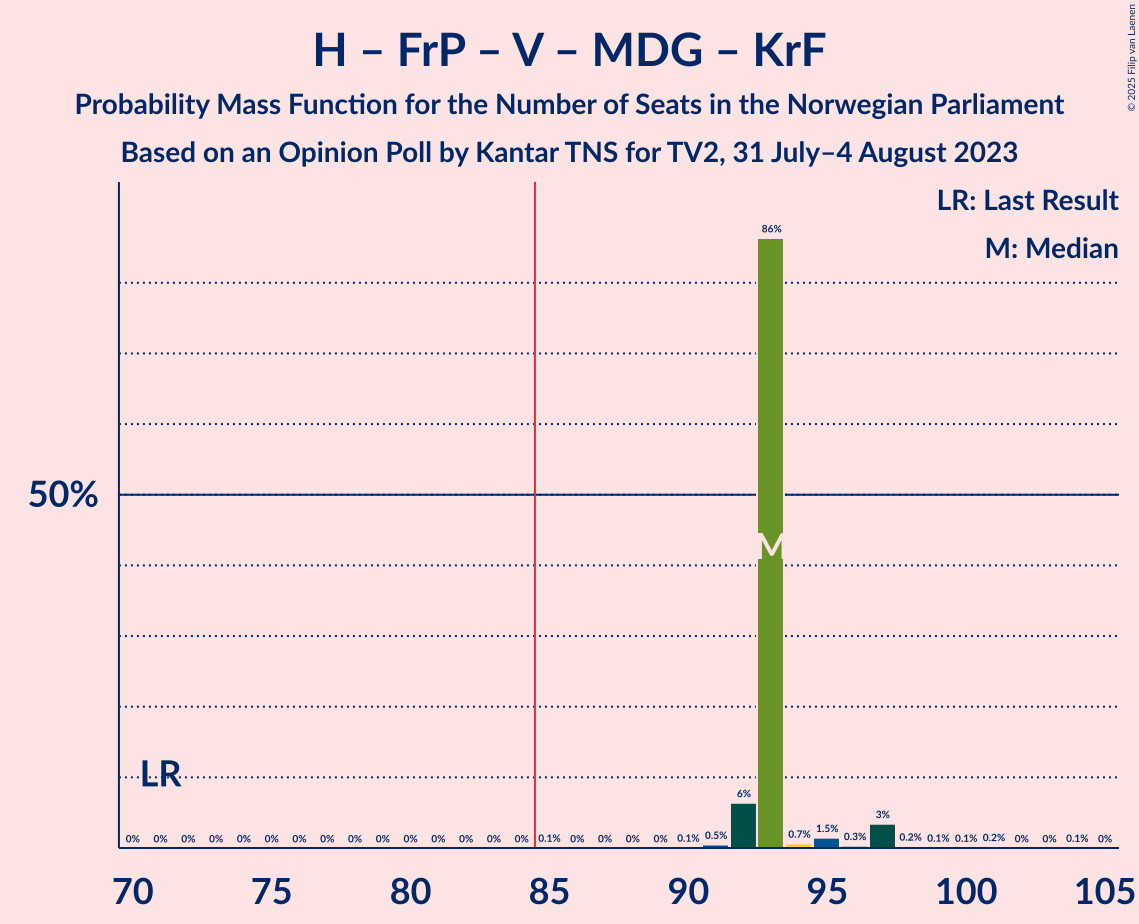 H – FrP – V – MDG – KrF
Probability Mass Function for the Number of Seats in the Norwegian Parliament
Based on an Opinion Poll by Kantar TNS for TV2, 31 July–4 August 2023
© 2025 Filip van Laenen
LR: Last Result
M: Median
86%
50%
M
LR
6%
3%
0% 0% 0% 0% 0% 0% 0% 0% 0% 0% 0% 0% 0% 0% 0% 0.1% 0% 0% 0% 0% 0.1% 0.5% 0.7% 1.5% 0.3% 0.2% 0.1% 0.1% 0.2% 0% 0% 0.1% 0%
70 75 80 85 90 95 100 105